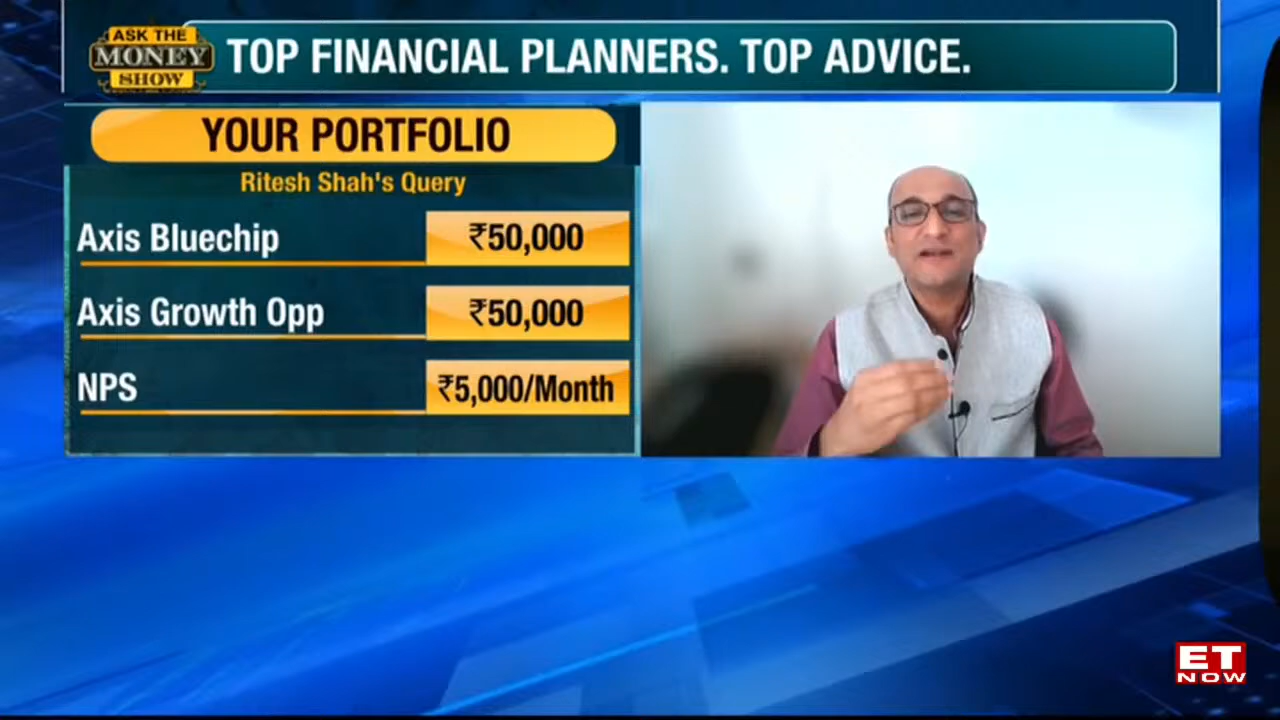 ASK THE
MONEY
SHOW
TOP FINANCIAL PLANNERS. TOP ADVICE.
YOUR PORTFOLIO
Ritesh Shah's Query
Axis Bluechip ₹50,000
Axis Growth Opp ₹50,000
NPS ₹5,000/Month
ET
NOW